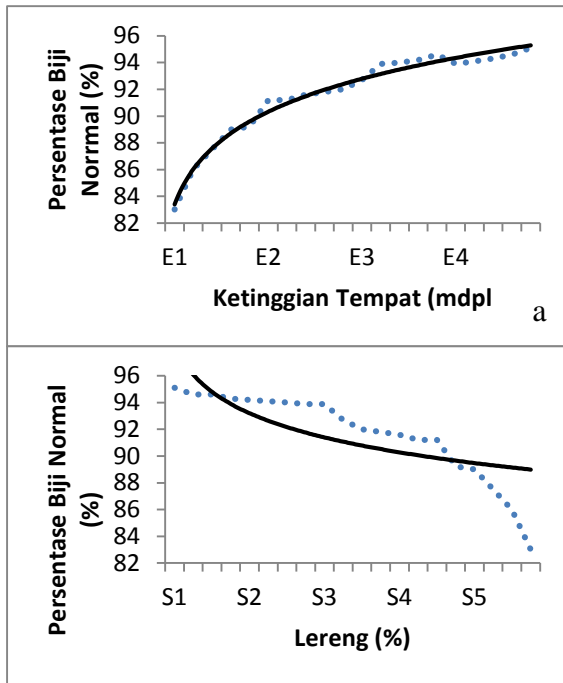 Persentase Biji
Norrmal (%)
96
94
92
90
88
86
84
82
E1 E2 E3 E4
Ketinggian Tempat (mdpl
a
Persentase Biji Normal
(%)
96
94
92
90
88
86
84
82
S1 S2 S3 S4 S5
Lereng (%)